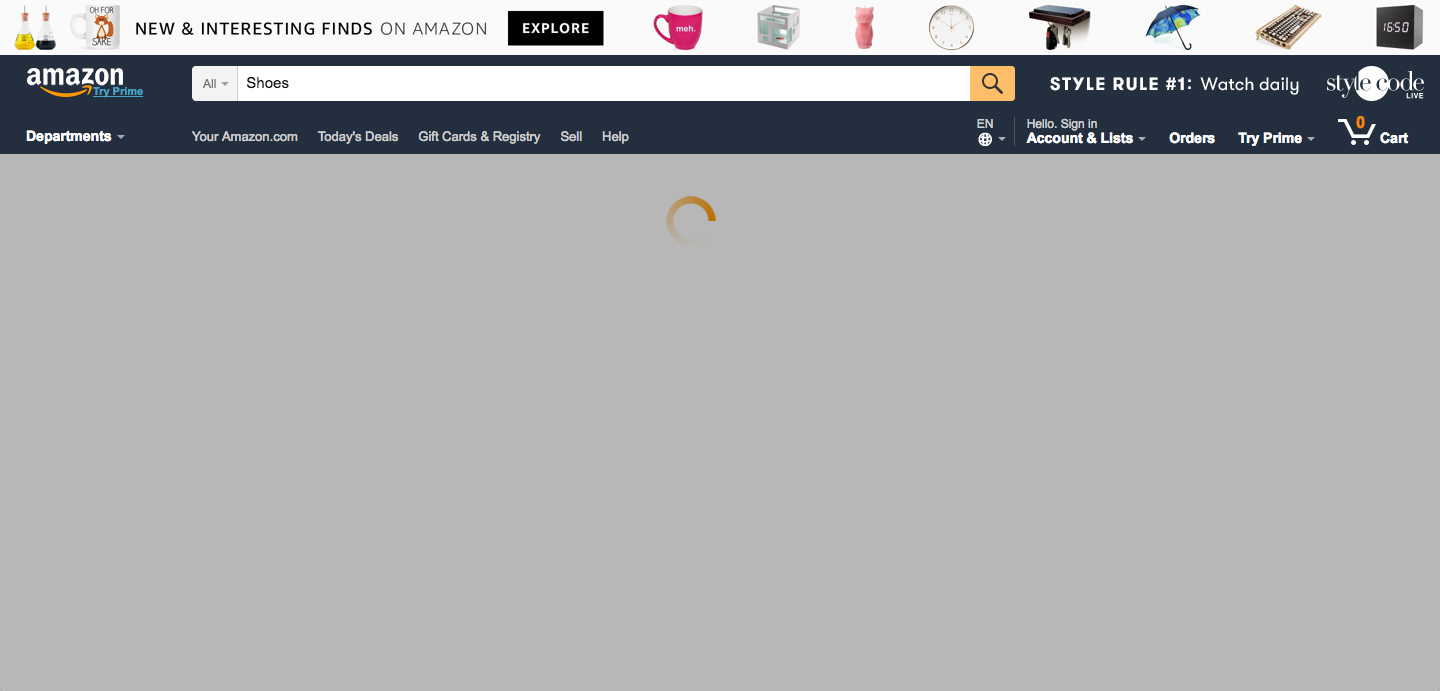 OH FOR
SAKE
NEW & INTERESTING FINDS ON AMAZON
EXPLORE
meh.
16:50
amazon
Try Prime
All
Shoes
STYLE RULE #1: Watch daily
style code
LIVE
Departments
Your Amazon.com
Today's Deals
Gift Cards & Registry
Sell
Help
EN
Hello. Sign in
Account & Lists
Orders
Try Prime
0
Cart